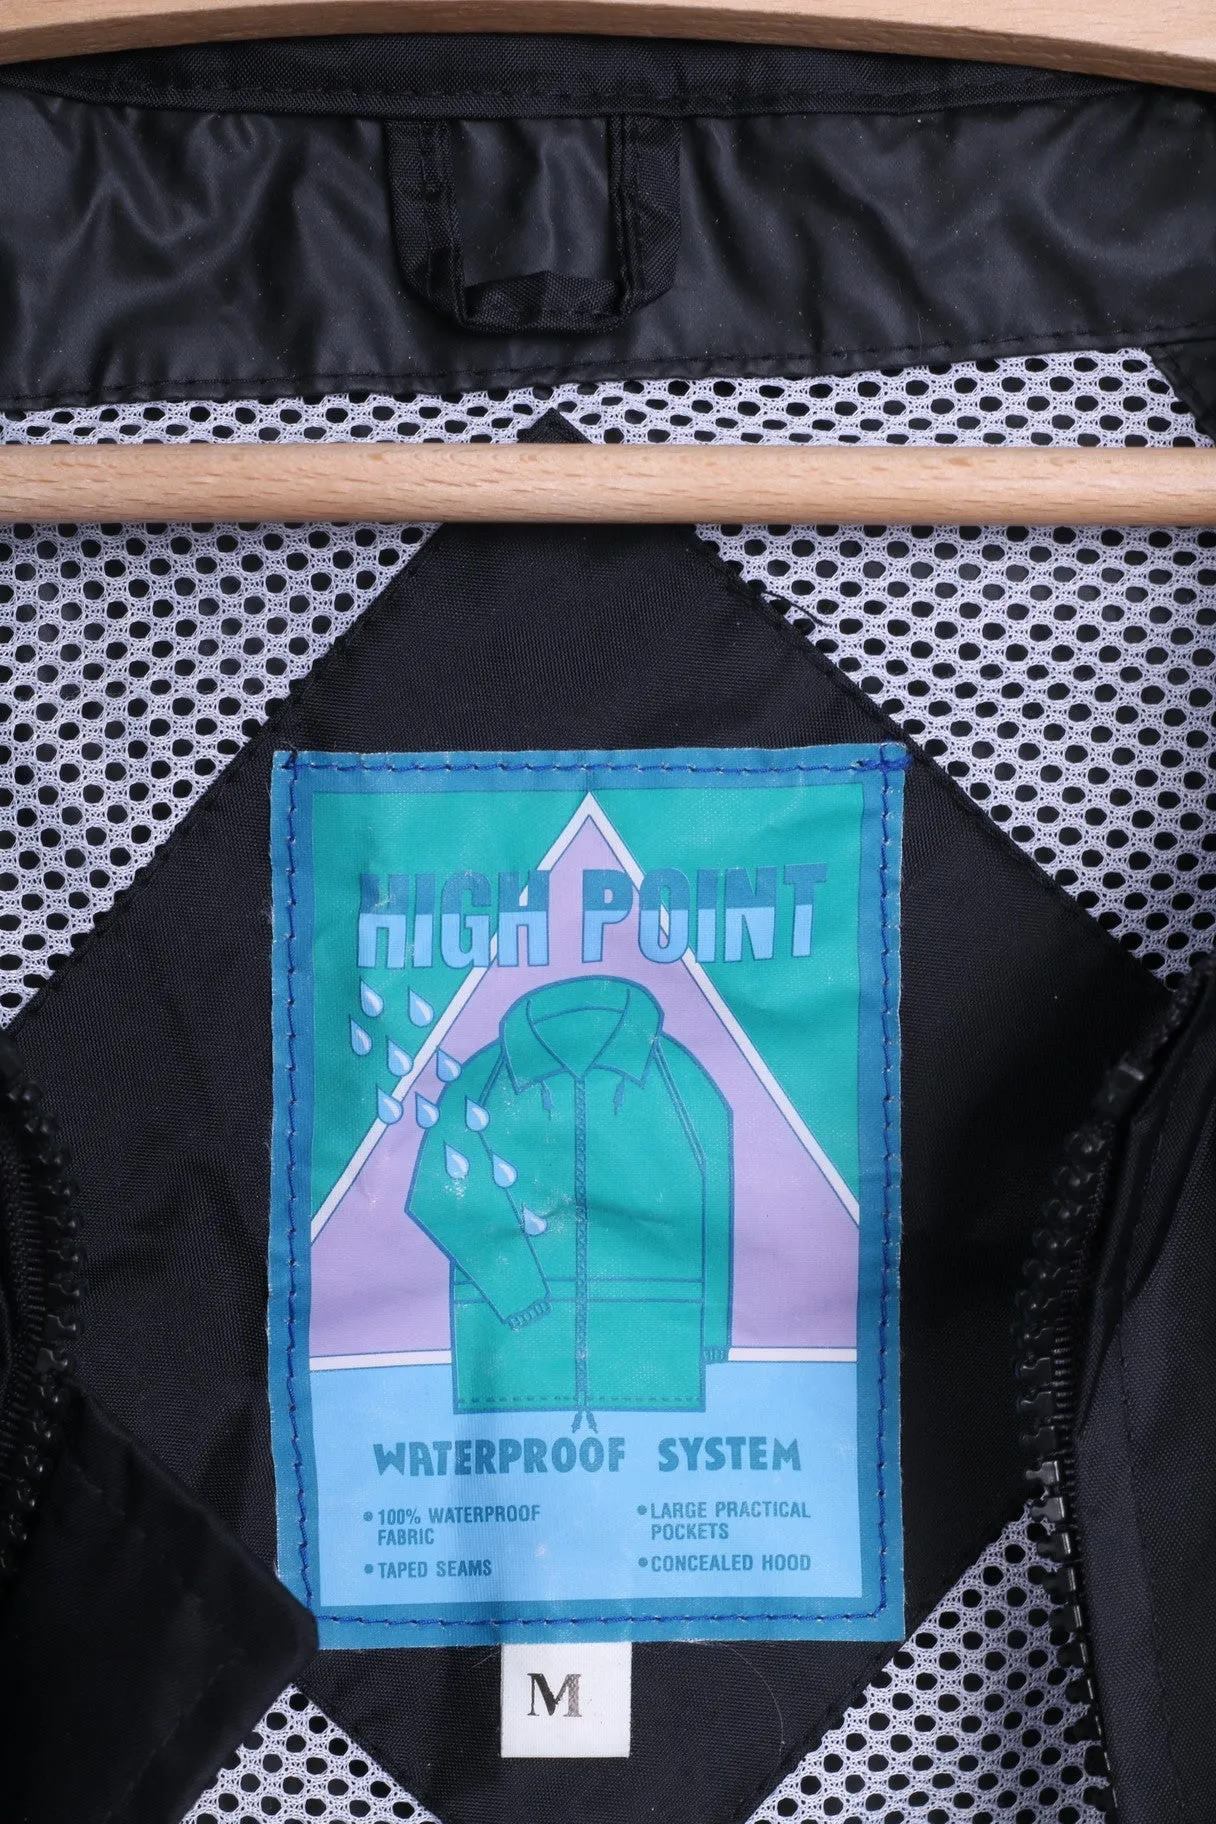 HIGH POINT
WATERPROOF SYSTEM
• 100% WATERPROOF
FABRIC
• TAPED SEAMS
• LARGE PRACTICAL
POCKETS
• CONCEALED HOOD
M